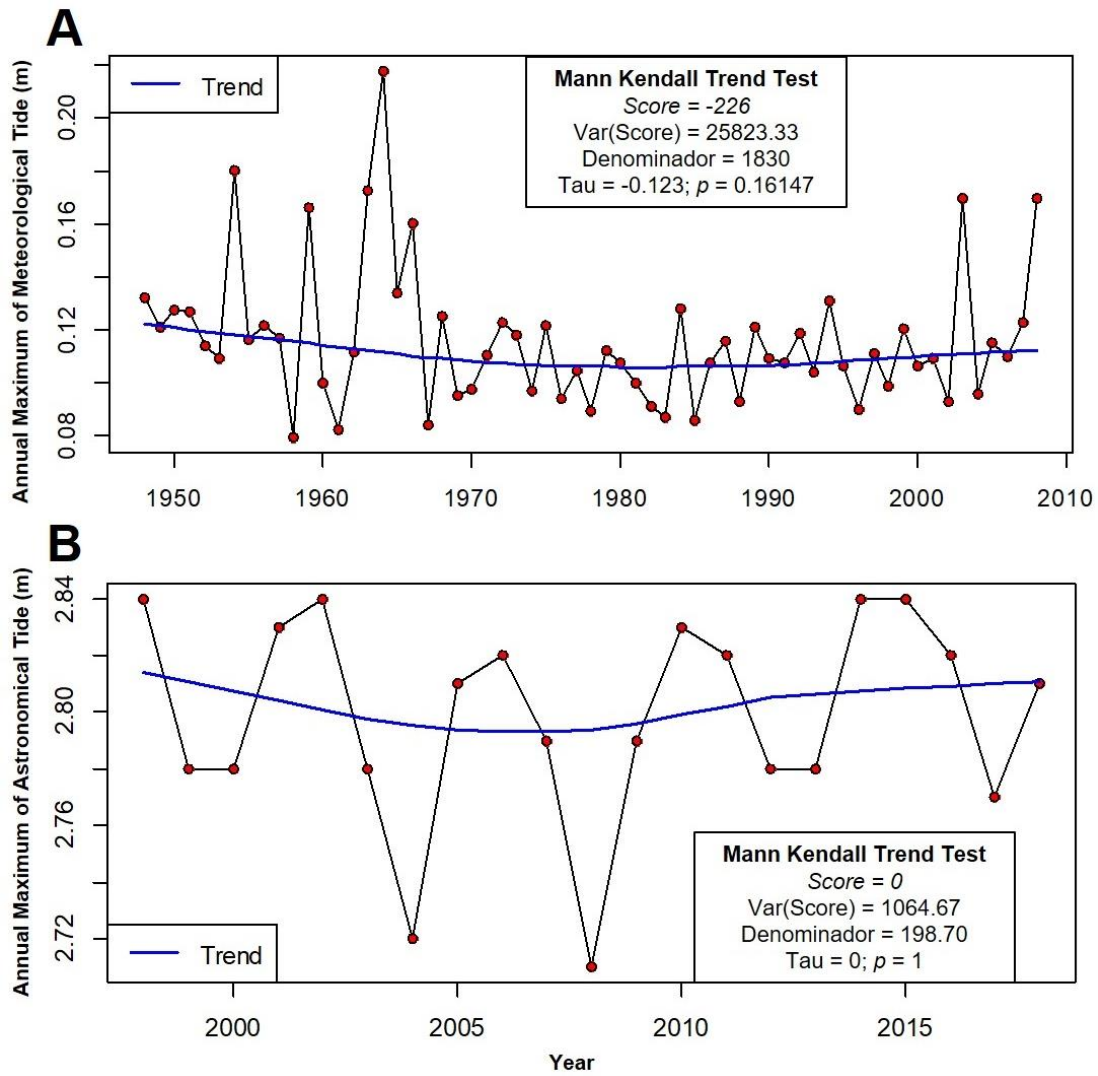 A
Annual Maximum of Meteorological Tide (m)
0.20
0.16
0.12
0.08
Trend
Mann Kendall Trend Test
Score = -226
Var(Score) = 25823.33
Denominador = 1830
Tau = -0.123; p = 0.16147
1950 1960 1970 1980 1990 2000 2010
B
Annual Maximum of Astronomical Tide (m)
2.84
2.80
2.76
2.72
Mann Kendall Trend Test
Score = 0
Var(Score) = 1064.67
Denominador = 198.70
Tau = 0; p = 1
Trend
2000 2005 2010 2015
Year